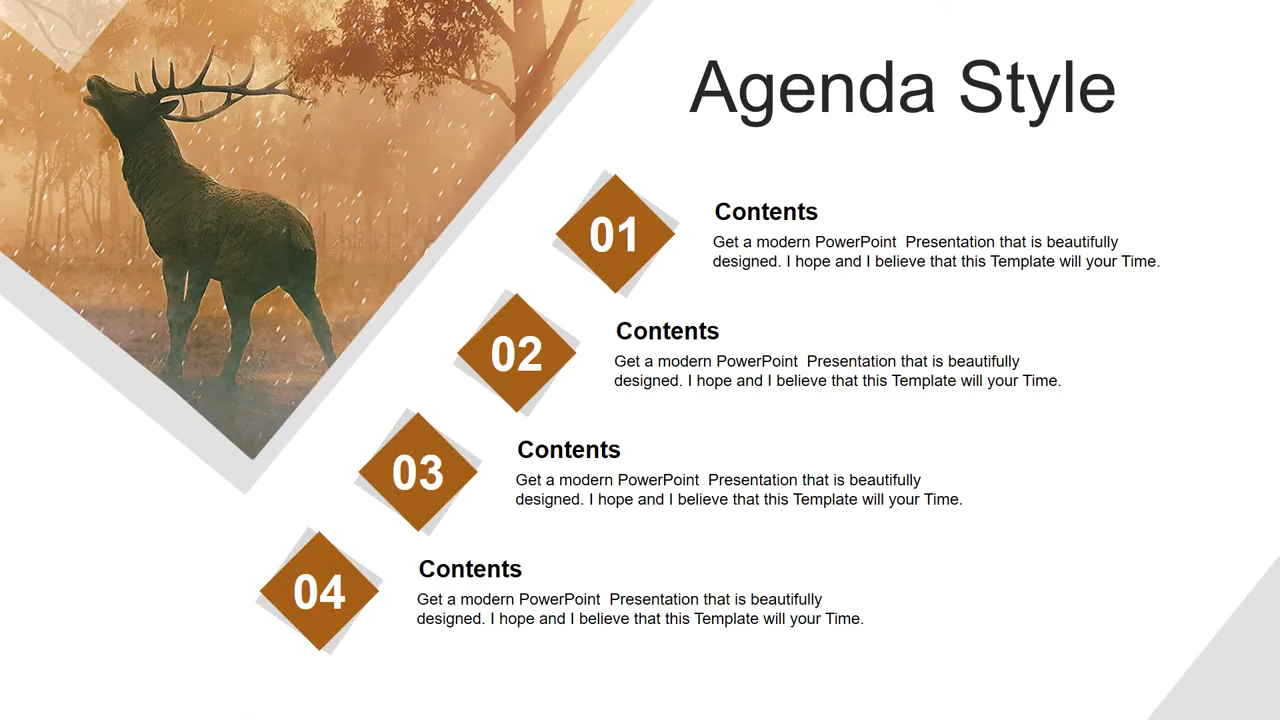 Agenda Style
01
Contents
Get a modern PowerPoint  Presentation that is beautifully
designed. I hope and I believe that this Template will your Time.
02
Contents
Get a modern PowerPoint  Presentation that is beautifully
designed. I hope and I believe that this Template will your Time.
03
Contents
Get a modern PowerPoint  Presentation that is beautifully
designed. I hope and I believe that this Template will your Time.
04
Contents
Get a modern PowerPoint  Presentation that is beautifully
designed. I hope and I believe that this Template will your Time.